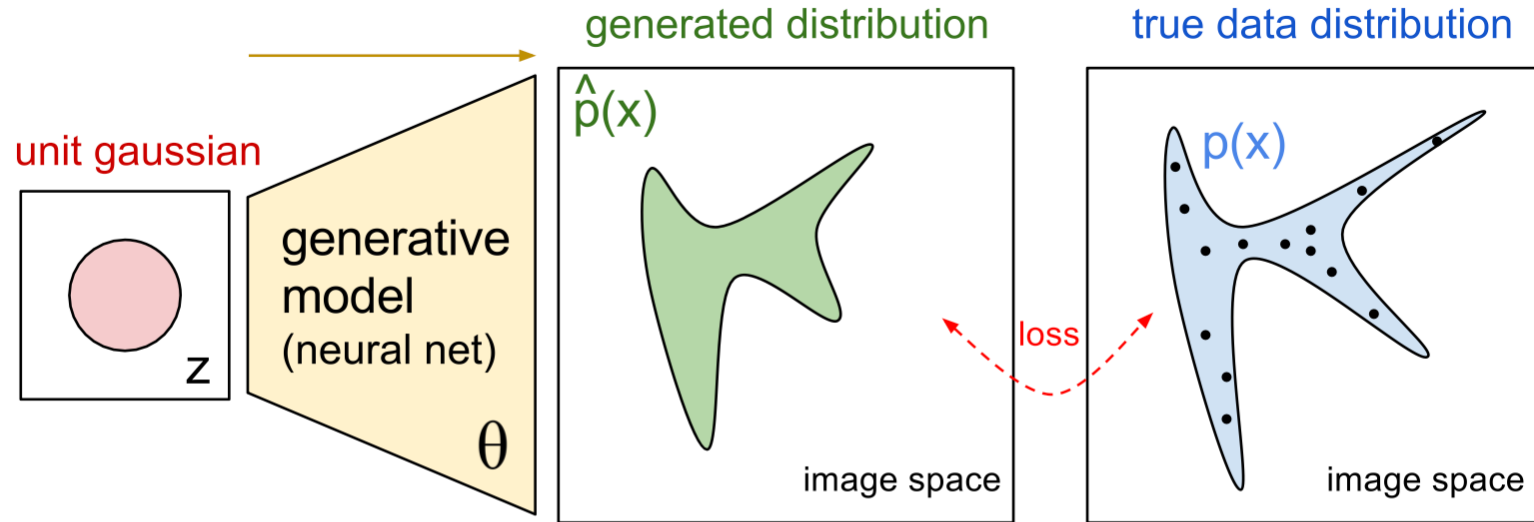 generated distribution
true data distribution
unit gaussian
z
generative
model
(neural net)
θ
p̂(x)
image space
loss
p(x)
image space